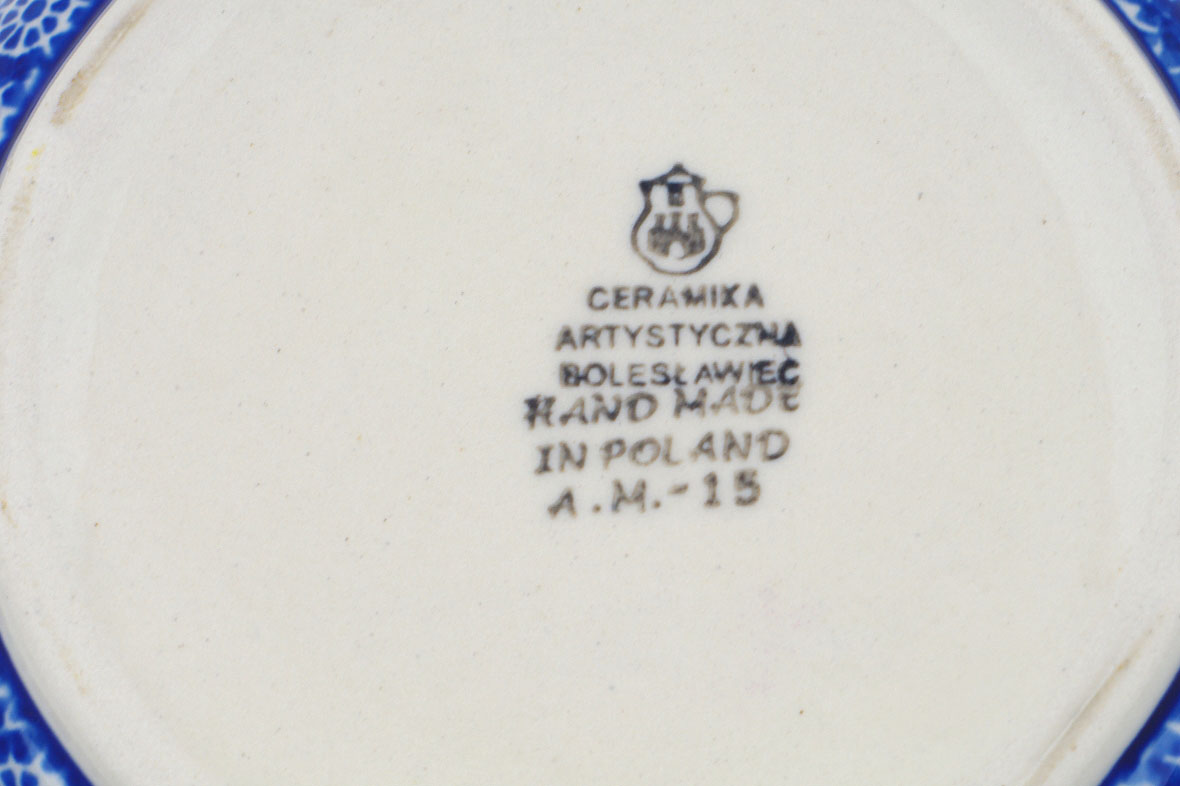 CERAMIKA
ARTYSTYCZNA
BOLESŁAWIEC
HAND MADE
IN POLAND
A.M.-15